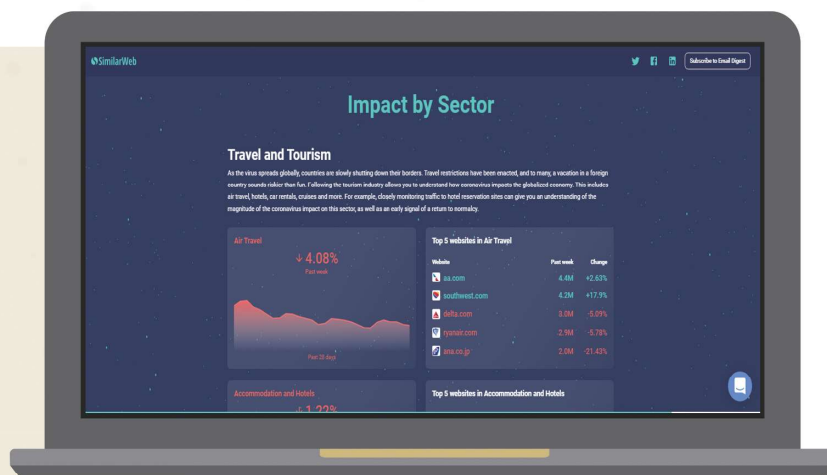 SimilarWeb
Subscribe to Email Digest
Impact by Sector
Travel and Tourism
As the virus spreads globally, countries are slowly shutting down their borders. Travel restrictions have been enacted, and to many, a vacation in a foreign
country sounds riskier than fun. Following the tourism industry allows you to understand how coronavirus impacts the globalized economy. This includes
air travel, hotels, car rentals, cruises and more. For example, closely monitoring traffic to hotel reservation sites can give you an understanding of the
magnitude of the coronavirus impact on this sector, as well as an early signal of a return to normalcy.
Air Travel
↓ 4.08%
Past week
Past 28 days
Top 5 websites in Air Travel
Website Past week Change
aa.com 4.4M +2.63%
southwest.com 4.2M +17.9%
delta.com 3.0M -5.09%
ryanair.com 2.9M -5.78%
ana.co.jp 2.0M -21.43%
Accommodation and Hotels
↓ 1.22%
Top 5 websites in Accommodation and Hotels